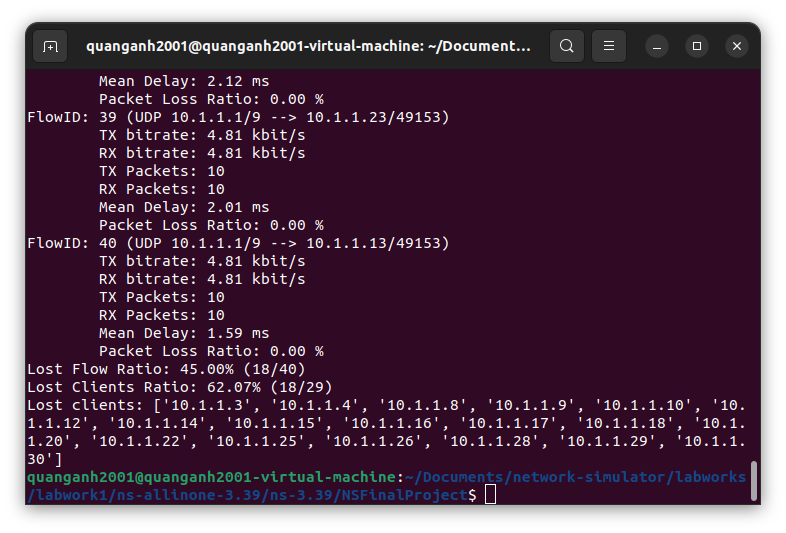 quanganh2001@quanganh2001-virtual-machine: ~/Document...
Mean Delay: 2.12 ms
Packet Loss Ratio: 0.00 %
FlowID: 39 (UDP 10.1.1.1/9 --> 10.1.1.23/49153)
TX bitrate: 4.81 kbit/s
RX bitrate: 4.81 kbit/s
TX Packets: 10
RX Packets: 10
Mean Delay: 2.01 ms
Packet Loss Ratio: 0.00 %
FlowID: 40 (UDP 10.1.1.1/9 --> 10.1.1.13/49153)
TX bitrate: 4.81 kbit/s
RX bitrate: 4.81 kbit/s
TX Packets: 10
RX Packets: 10
Mean Delay: 1.59 ms
Packet Loss Ratio: 0.00 %
Lost Flow Ratio: 45.00% (18/40)
Lost Clients Ratio: 62.07% (18/29)
Lost clients: ['10.1.1.3', '10.1.1.4', '10.1.1.8', '10.1.1.9', '10.1.1.10', '10.
1.1.12', '10.1.1.14', '10.1.1.15', '10.1.1.16', '10.1.1.17', '10.1.1.18', '10.1.
1.20', '10.1.1.22', '10.1.1.25', '10.1.1.26', '10.1.1.28', '10.1.1.29', '10.1.1.
30']
quanganh2001@quanganh2001-virtual-machine:~/Documents/network-simulator/labworks
/labwork1/ns-allinone-3.39/ns-3.39/NSFinalProject$